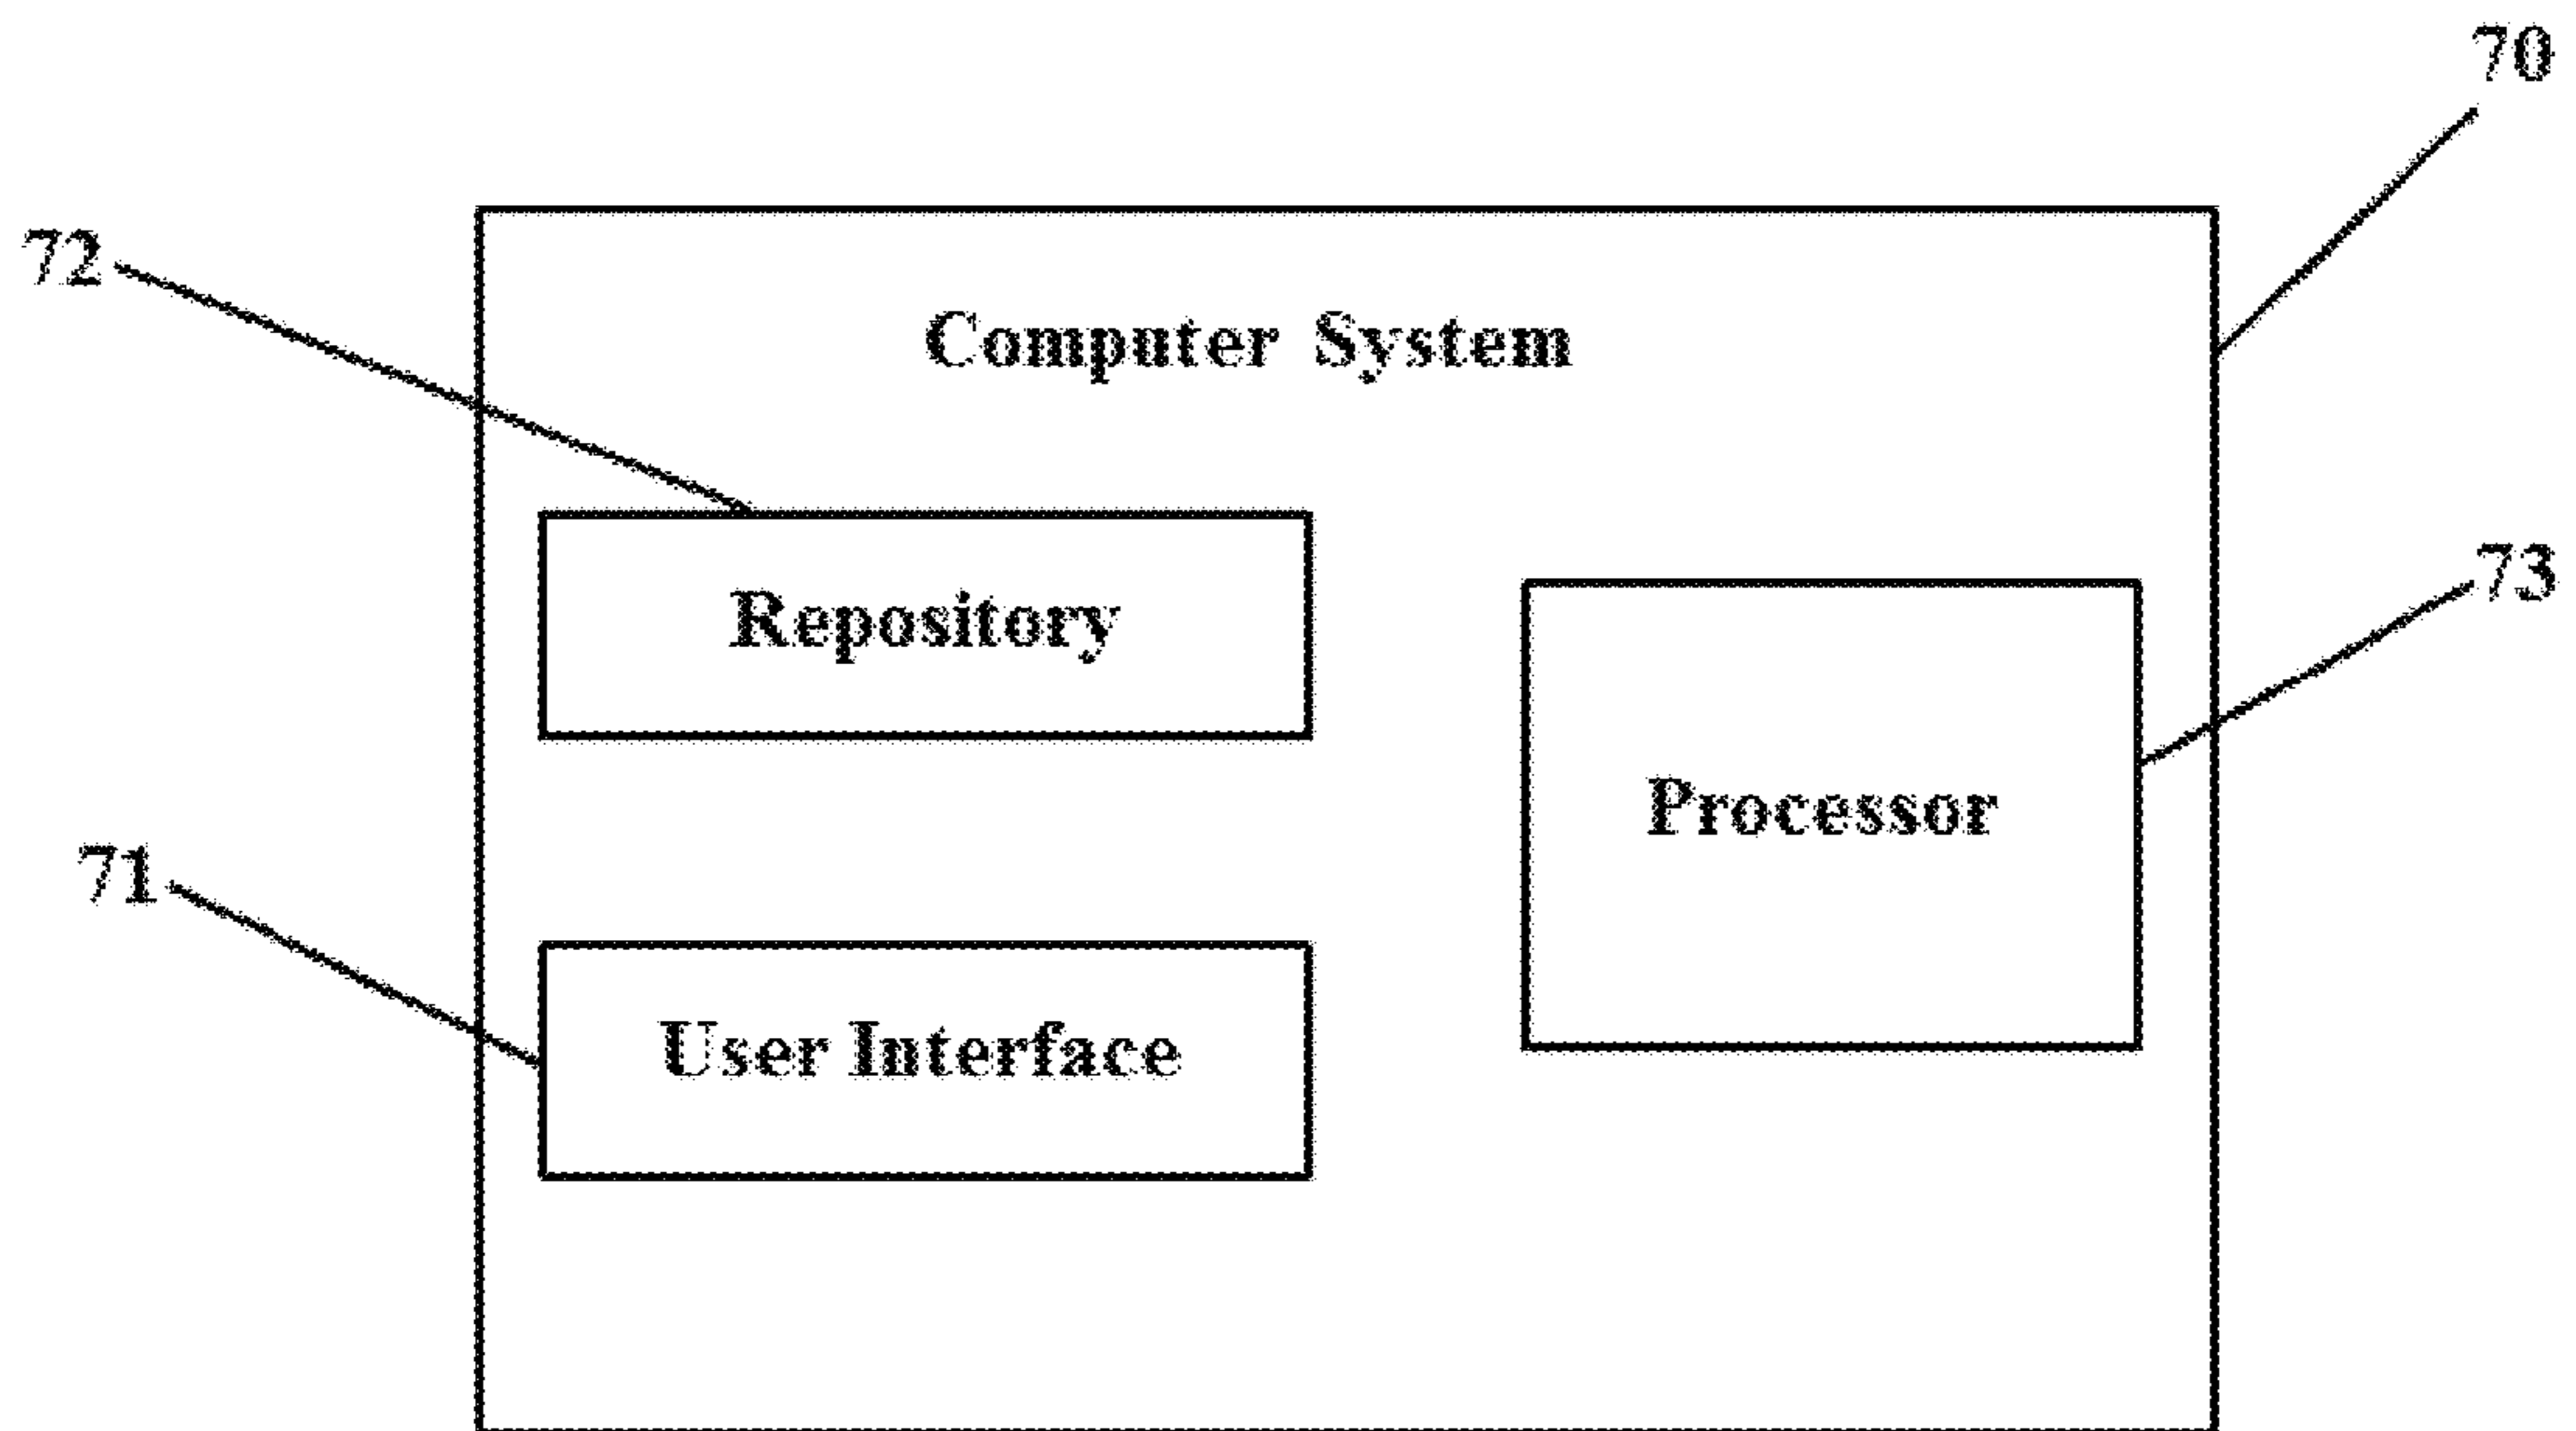 70
72
Computer System
Repository
73
Processor
71
User Interface